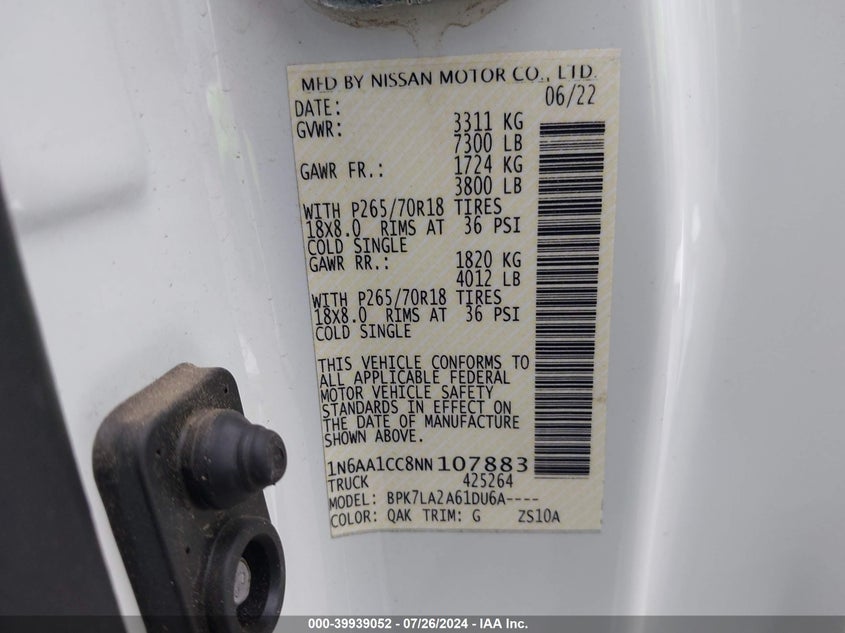 MFD BY NISSAN MOTOR CO., LTD.
DATE: 06/22
GVWR: 3311 KG
7300 LB
GAWR FR.: 1724 KG
3800 LB
WITH P265/70R18 TIRES
18X8.0 RIMS AT 36 PSI
COLD SINGLE
GAWR RR.: 1820 KG
4012 LB
WITH P265/70R18 TIRES
18X8.0 RIMS AT 36 PSI
COLD SINGLE
THIS VEHICLE CONFORMS TO
ALL APPLICABLE FEDERAL
MOTOR VEHICLE SAFETY
STANDARDS IN EFFECT ON
THE DATE OF MANUFACTURE
SHOWN ABOVE.
1N6AA1CC8NN107883
TRUCK 425264
MODEL: BPK7LA2A61DU6A----
COLOR: QAK TRIM: G ZS10A
000-39939052 - 07/26/2024 - IAA Inc.